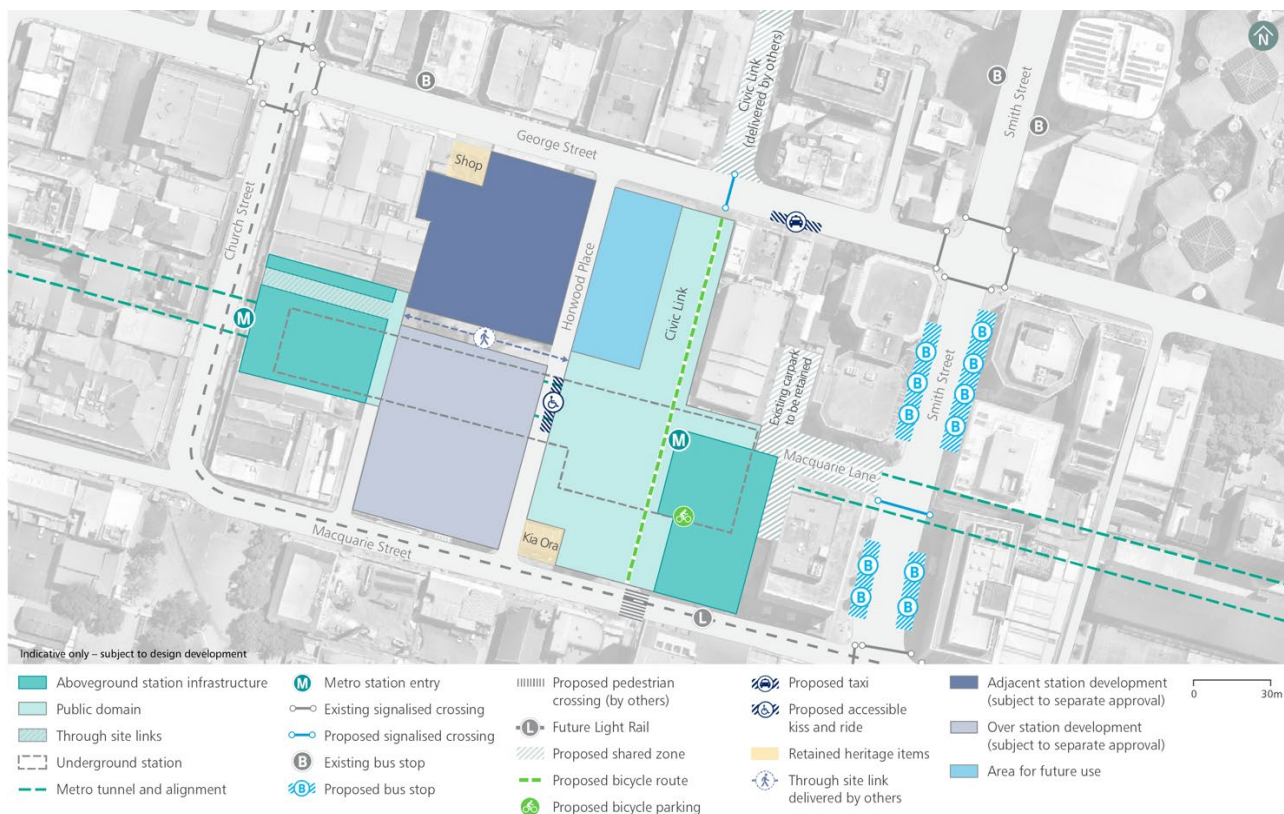 N
B
Civic Link
(delivered by others)
B
Smith Street
B
George Street
Shop
Church Street
Horwood Place
Civic Link
M
B
B
B
B
B
B
B
Smith Street
Existing carpark
to be retained
M
Macquarie Lane
Macquarie Street
Kia Ora
B
B
B
B
L
Indicative only – subject to design development
Aboveground station infrastructure
Public domain
Through site links
Underground station
Metro tunnel and alignment
M Metro station entry
Existing signalised crossing
Proposed signalised crossing
B Existing bus stop
B Proposed bus stop
Proposed pedestrian
crossing (by others)
L Future Light Rail
Proposed shared zone
Proposed bicycle route
Proposed bicycle parking
Proposed taxi
Proposed accessible
kiss and ride
Retained heritage items
Through site link
delivered by others
Adjacent station development
(subject to separate approval)
Over station development
(subject to separate approval)
Area for future use
0 30m